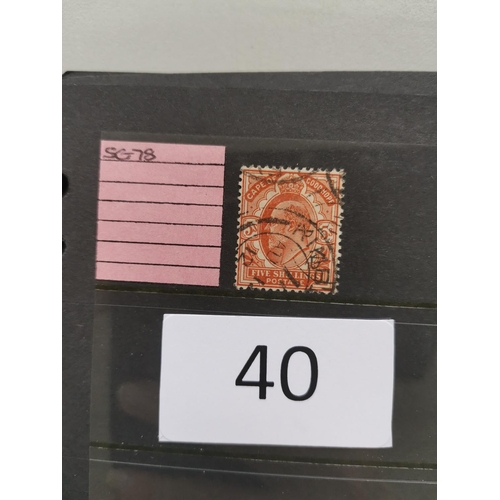 SG78
CAPE OF GOOD HOPE
FIVE SHILLINGS
POSTAGE
40